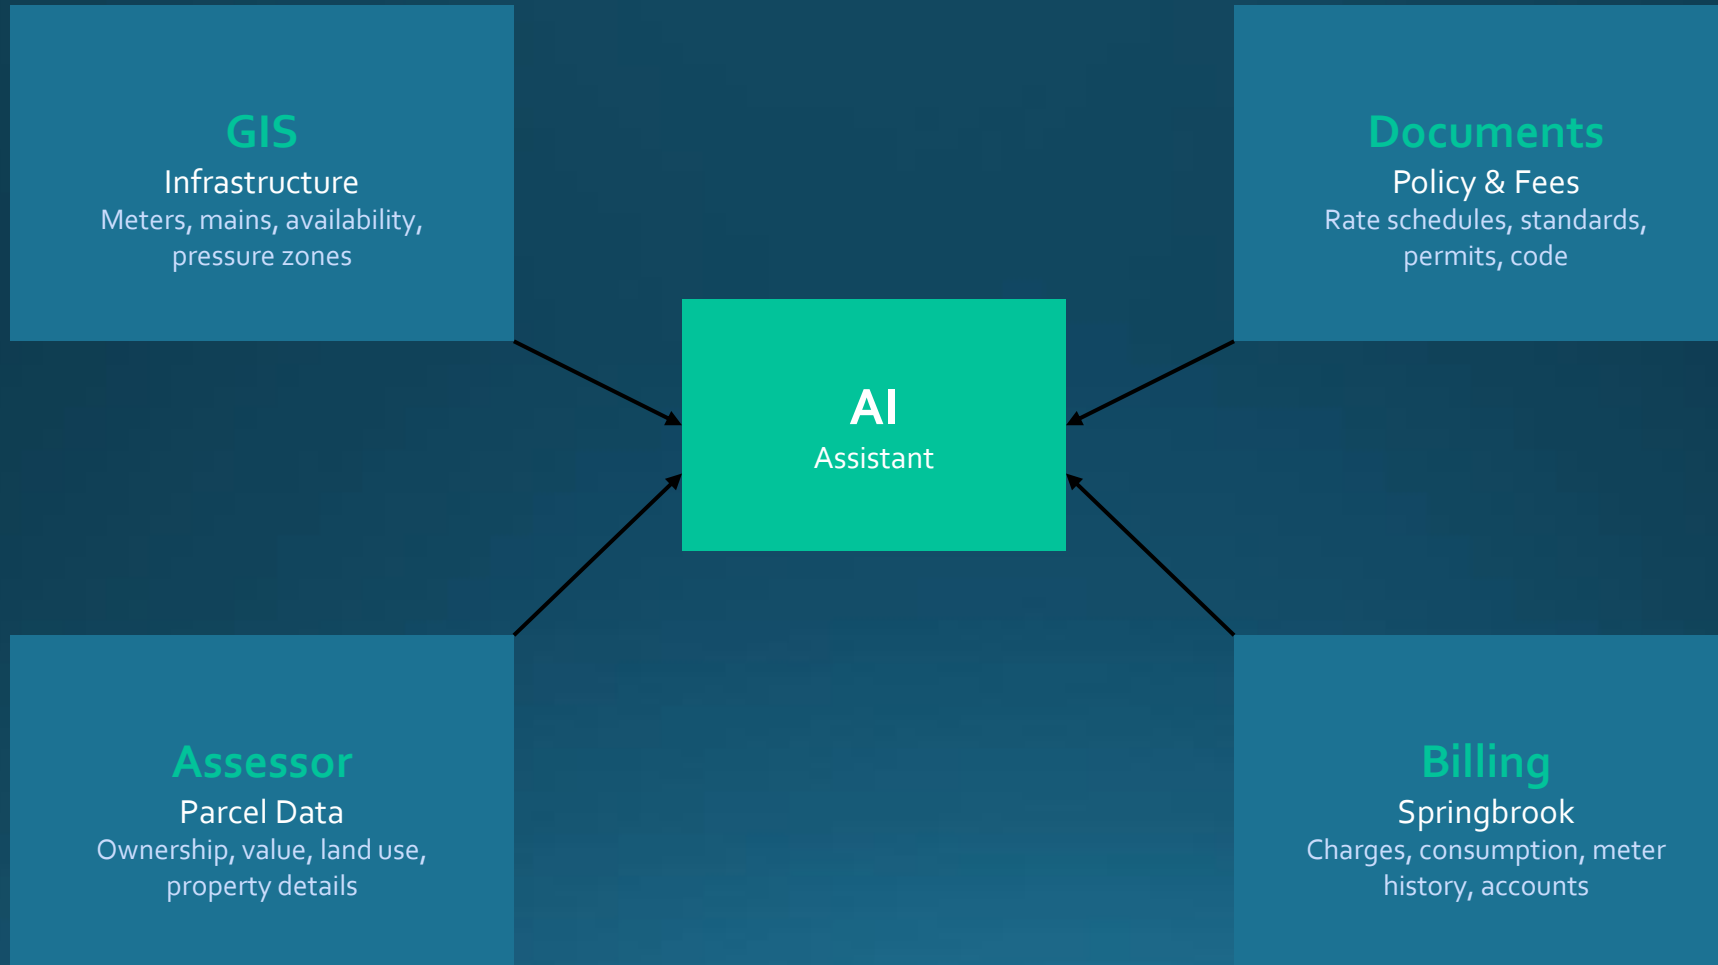 GIS
Infrastructure
Meters, mains, availability,
pressure zones
Documents
Policy & Fees
Rate schedules, standards,
permits, code
AI
Assistant
Assessor
Parcel Data
Ownership, value, land use,
property details
Billing
Springbrook
Charges, consumption, meter
history, accounts